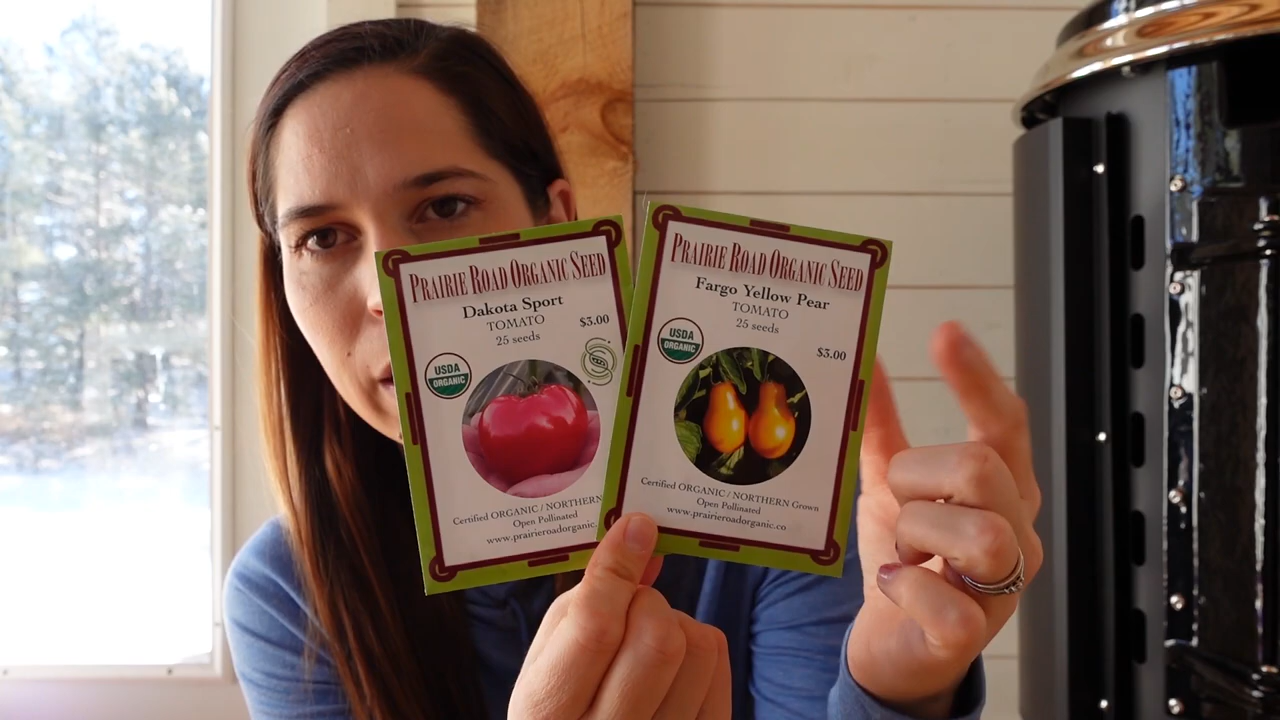 PRAIRIE ROAD ORGANIC SEED
Dakota Sport
TOMATO
$3.00
25 seeds
USDA
ORGANIC
Certified ORGANIC / NORTHERN
Open Pollinated
www.prairieroadorganic.
PRAIRIE ROAD ORGANIC SEED
Fargo Yellow Pear
TOMATO
25 seeds
USDA
ORGANIC
$3.00
Certified ORGANIC / NORTHERN Grown
Open Pollinated
www.prairieroadorganic.co